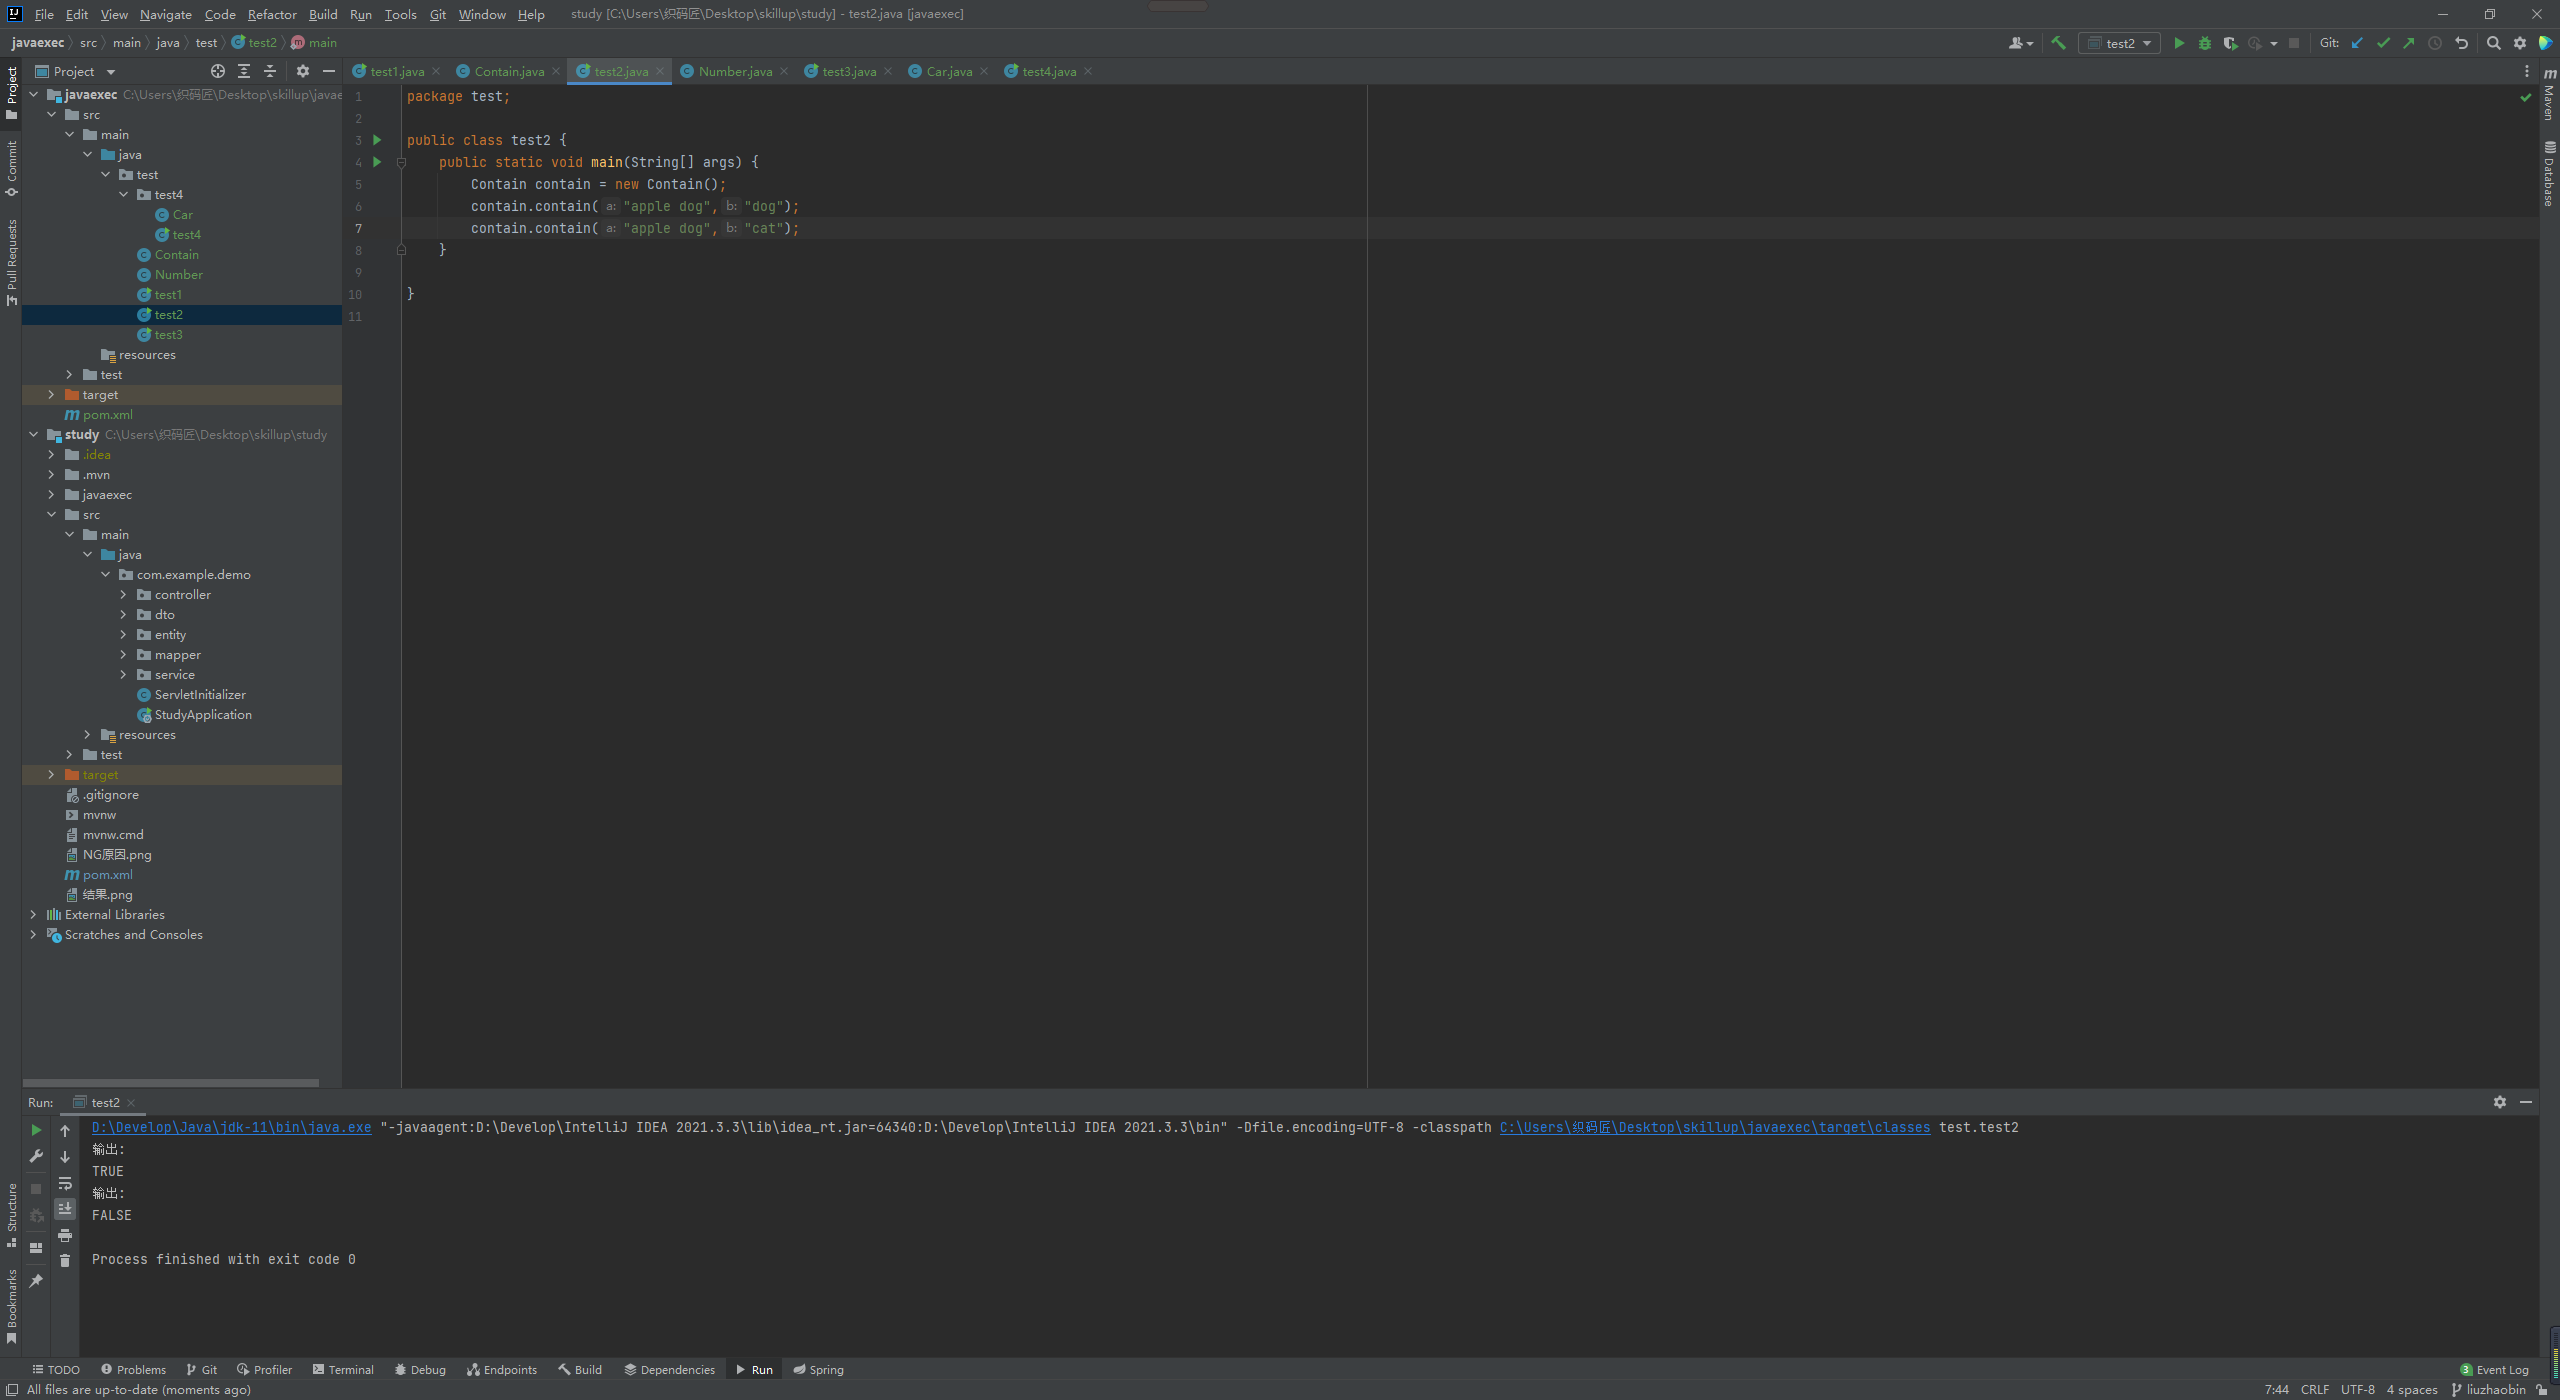 File Edit View Navigate Code Refactor Build Run Tools Git Window Help study [C:\Users\织码匠\Desktop\skillup\study] - test2.java [javaexec]
javaexec src main java test test2 main
test2 Git:
Project
test1.java Contain.java test2.java Number.java test3.java Car.java test4.java
javaexec C:\Users\织码匠\Desktop\skillup\javae
src
main
java
test
test4
Car
test4
Contain
Number
test1
test2
test3
resources
test
target
pom.xml
study C:\Users\织码匠\Desktop\skillup\study
.idea
.mvn
javaexec
src
main
java
com.example.demo
controller
dto
entity
mapper
service
ServletInitializer
StudyApplication
resources
test
target
.gitignore
mvnw
mvnw.cmd
NG原因.png
pom.xml
结果.png
External Libraries
Scratches and Consoles
Project
Commit
Pull Requests
Structure
Bookmarks
1 package test;
2
3 public class test2 {
4 public static void main(String[] args) {
5 Contain contain = new Contain();
6 contain.contain( a: "apple dog", b: "dog");
7 contain.contain( a: "apple dog", b: "cat");
8 }
9
10 }
11
Maven
Database
Run: test2
D:\Develop\Java\jdk-11\bin\java.exe "-javaagent:D:\Develop\IntelliJ IDEA 2021.3.3\lib\idea_rt.jar=64340:D:\Develop\IntelliJ IDEA 2021.3.3\bin" -Dfile.encoding=UTF-8 -classpath C:\Users\织码匠\Desktop\skillup\javaexec\target\classes test.test2
输出:
TRUE
输出:
FALSE
Process finished with exit code 0
TODO Problems Git Profiler Terminal Debug Endpoints Build Dependencies Run Spring 3 Event Log
All files are up-to-date (moments ago) 7:44 CRLF UTF-8 4 spaces liuzhaobin